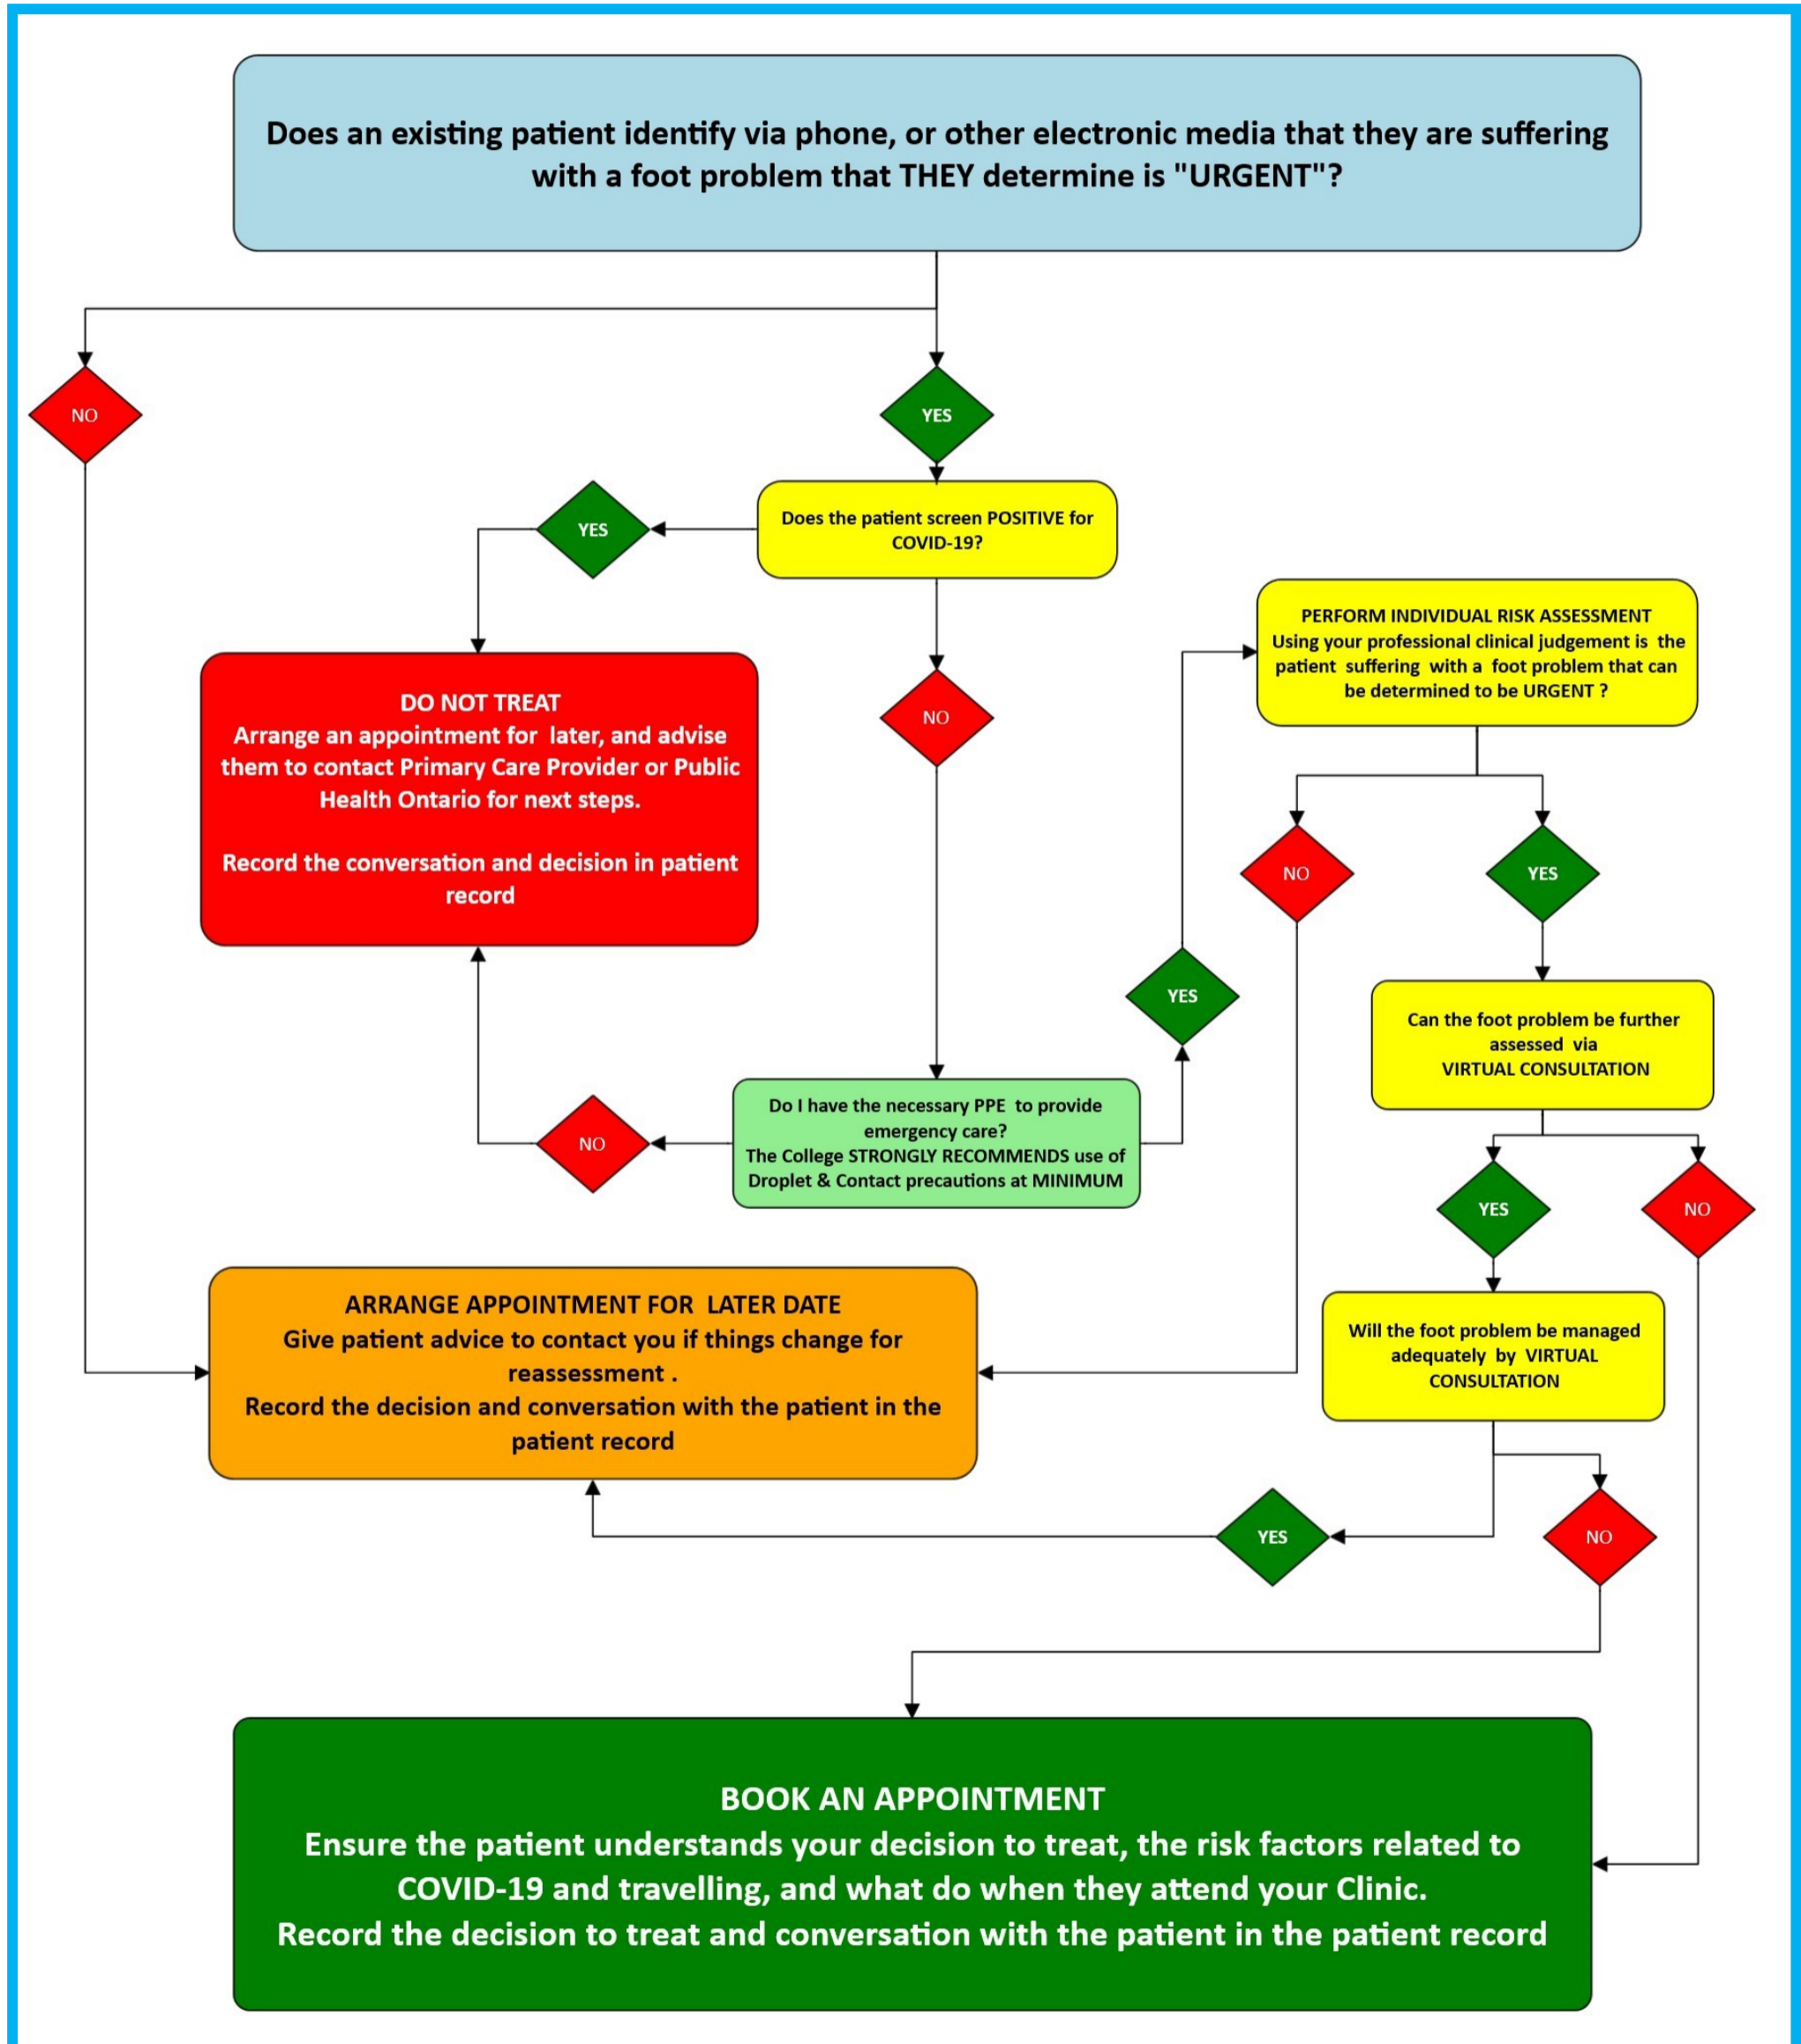 Does an existing patient identify via phone, or other electronic media that they are suffering
with a foot problem that THEY determine is "URGENT"?
NO
YES
YES
Does the patient screen POSITIVE for
COVID-19?
PERFORM INDIVIDUAL RISK ASSESSMENT
Using your professional clinical judgement is the
patient suffering with a foot problem that can
be determined to be URGENT ?
DO NOT TREAT
Arrange an appointment for later, and advise
them to contact Primary Care Provider or Public
Health Ontario for next steps.
Record the conversation and decision in patient
record
NO
NO
YES
YES
Can the foot problem be further
assessed via
VIRTUAL CONSULTATION
NO
Do I have the necessary PPE to provide
emergency care?
The College STRONGLY RECOMMENDS use of
Droplet & Contact precautions at MINIMUM
YES
NO
ARRANGE APPOINTMENT FOR LATER DATE
Give patient advice to contact you if things change for
reassessment .
Record the decision and conversation with the patient in the
patient record
Will the foot problem be managed
adequately by VIRTUAL
CONSULTATION
YES
NO
BOOK AN APPOINTMENT
Ensure the patient understands your decision to treat, the risk factors related to
COVID-19 and travelling, and what do when they attend your Clinic.
Record the decision to treat and conversation with the patient in the patient record